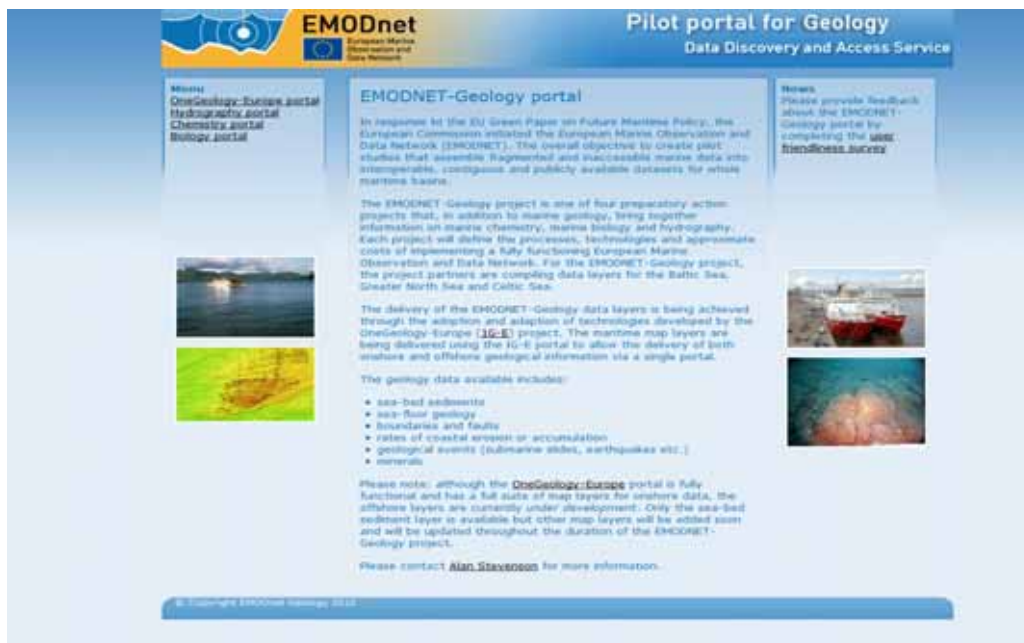 EMODnet
European Marine
Observation and
Data Network
Pilot portal for Geology
Data Discovery and Access Service
Menu
OneGeology-Europe portal
Hydrography portal
Chemistry portal
Biology portal
EMODNET-Geology portal
In response to the EU Green Paper on Future Maritime Policy, the
European Commission initiated the European Marine Observation and
Data Network (EMODNET). The overall objective to create pilot
studies that assemble fragmented and inaccessible marine data into
interoperable, contiguous and publicly available datasets for whole
maritime basins.
The EMODNET-Geology project is one of four preparatory action
projects that, in addition to marine geology, bring together
information on marine chemistry, marine biology and hydrography.
Each project will define the processes, technologies and approximate
costs of implementing a fully functioning European Marine
Observation and Data Network. For the EMODNET-Geology project,
the project partners are compiling data layers for the Baltic Sea,
Greater North Sea and Celtic Sea.
The delivery of the EMODNET-Geology data layers is being achieved
through the adoption and adaption of technologies developed by the
OneGeology-Europe (1G-E) project. The maritime map layers are
being delivered using the 1G-E portal to allow the delivery of both
onshore and offshore geological information via a single portal.
The geology data available includes:
• sea-bed sediments
• sea-floor geology
• boundaries and faults
• rates of coastal erosion or accumulation
• geological events (submarine slides, earthquakes etc.)
• minerals
Please note: although the OneGeology-Europe portal is fully
functional and has a full suite of map layers for onshore data, the
offshore layers are currently under development. Only the sea-bed
sediment layer is available but other map layers will be added soon
and will be updated throughout the duration of the EMODNET-
Geology project.
Please contact Alan Stevenson for more information.
News
Please provide feedback
about the EMODNET-
Geology portal by
completing the user
friendliness survey
© Copyright EMODnet Geology 2010